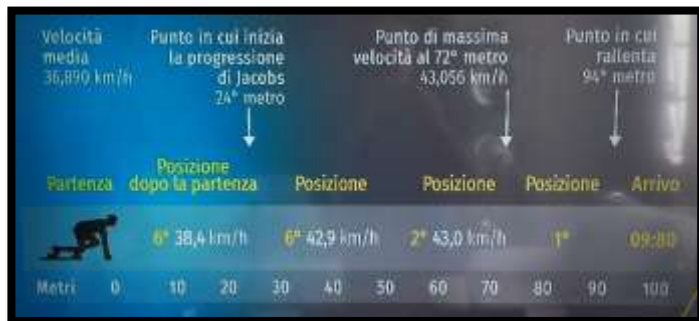 Velocità
media
36,890 km/h
Punto in cui inizia
la progressione
di Jacobs
24° metro
Punto di massima
velocità al 72° metro
43,056 km/h
Punto in cui
rallenta
94° metro
Partenza
Posizione
dopo la partenza
Posizione
Posizione
Posizione
Arrivo
6° 38,4 km/h
6° 42,9 km/h
2° 43,0 km/h
1°
09:80
Metri 0 10 20 30 40 50 60 70 80 90 100